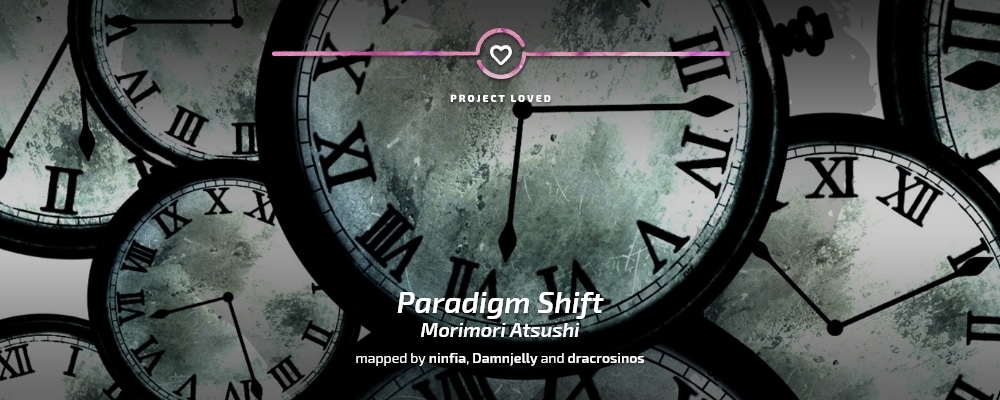 PROJECT LOVED
Paradigm Shift
Morimori Atsushi
mapped by ninfia, Damnjelly and dracrosinos